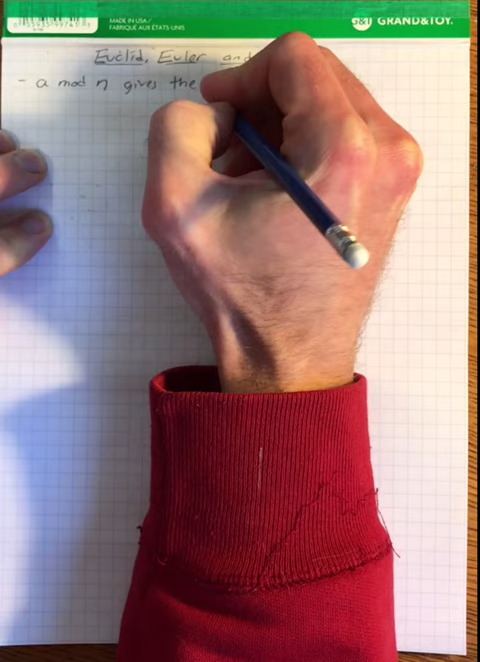 MADE IN USA /
FABRIQUÉ AUX ÉTATS-UNIS
G&T GRAND&TOY.
Euclid, Euler and
- a mod n gives the